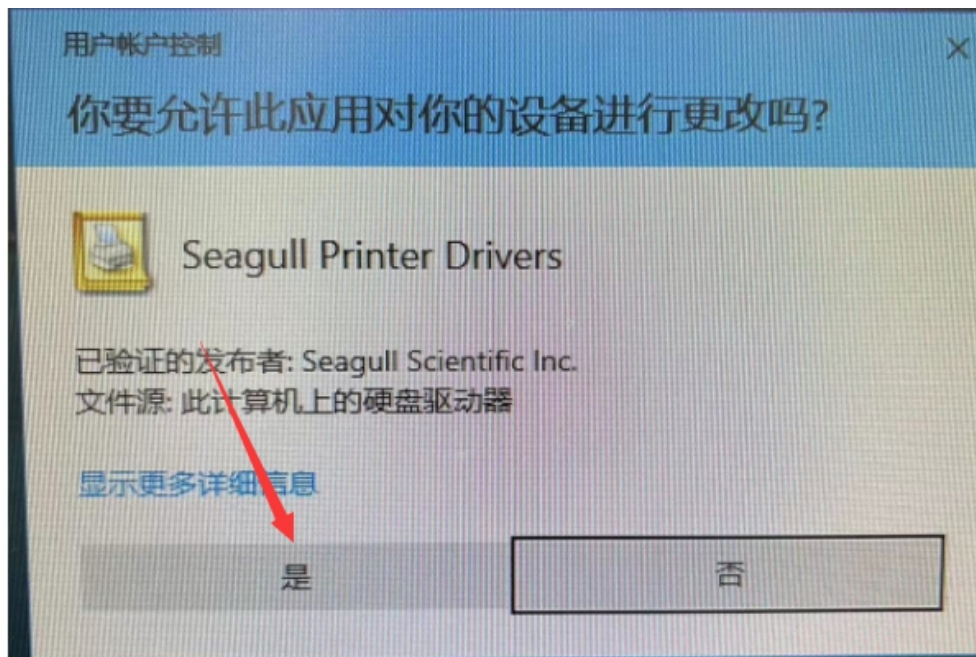 用户帐户控制
你要允许此应用对你的设备进行更改吗?
Seagull Printer Drivers
已验证的发布者: Seagull Scientific Inc.
文件源: 此计算机上的硬盘驱动器
显示更多详细信息
是
否